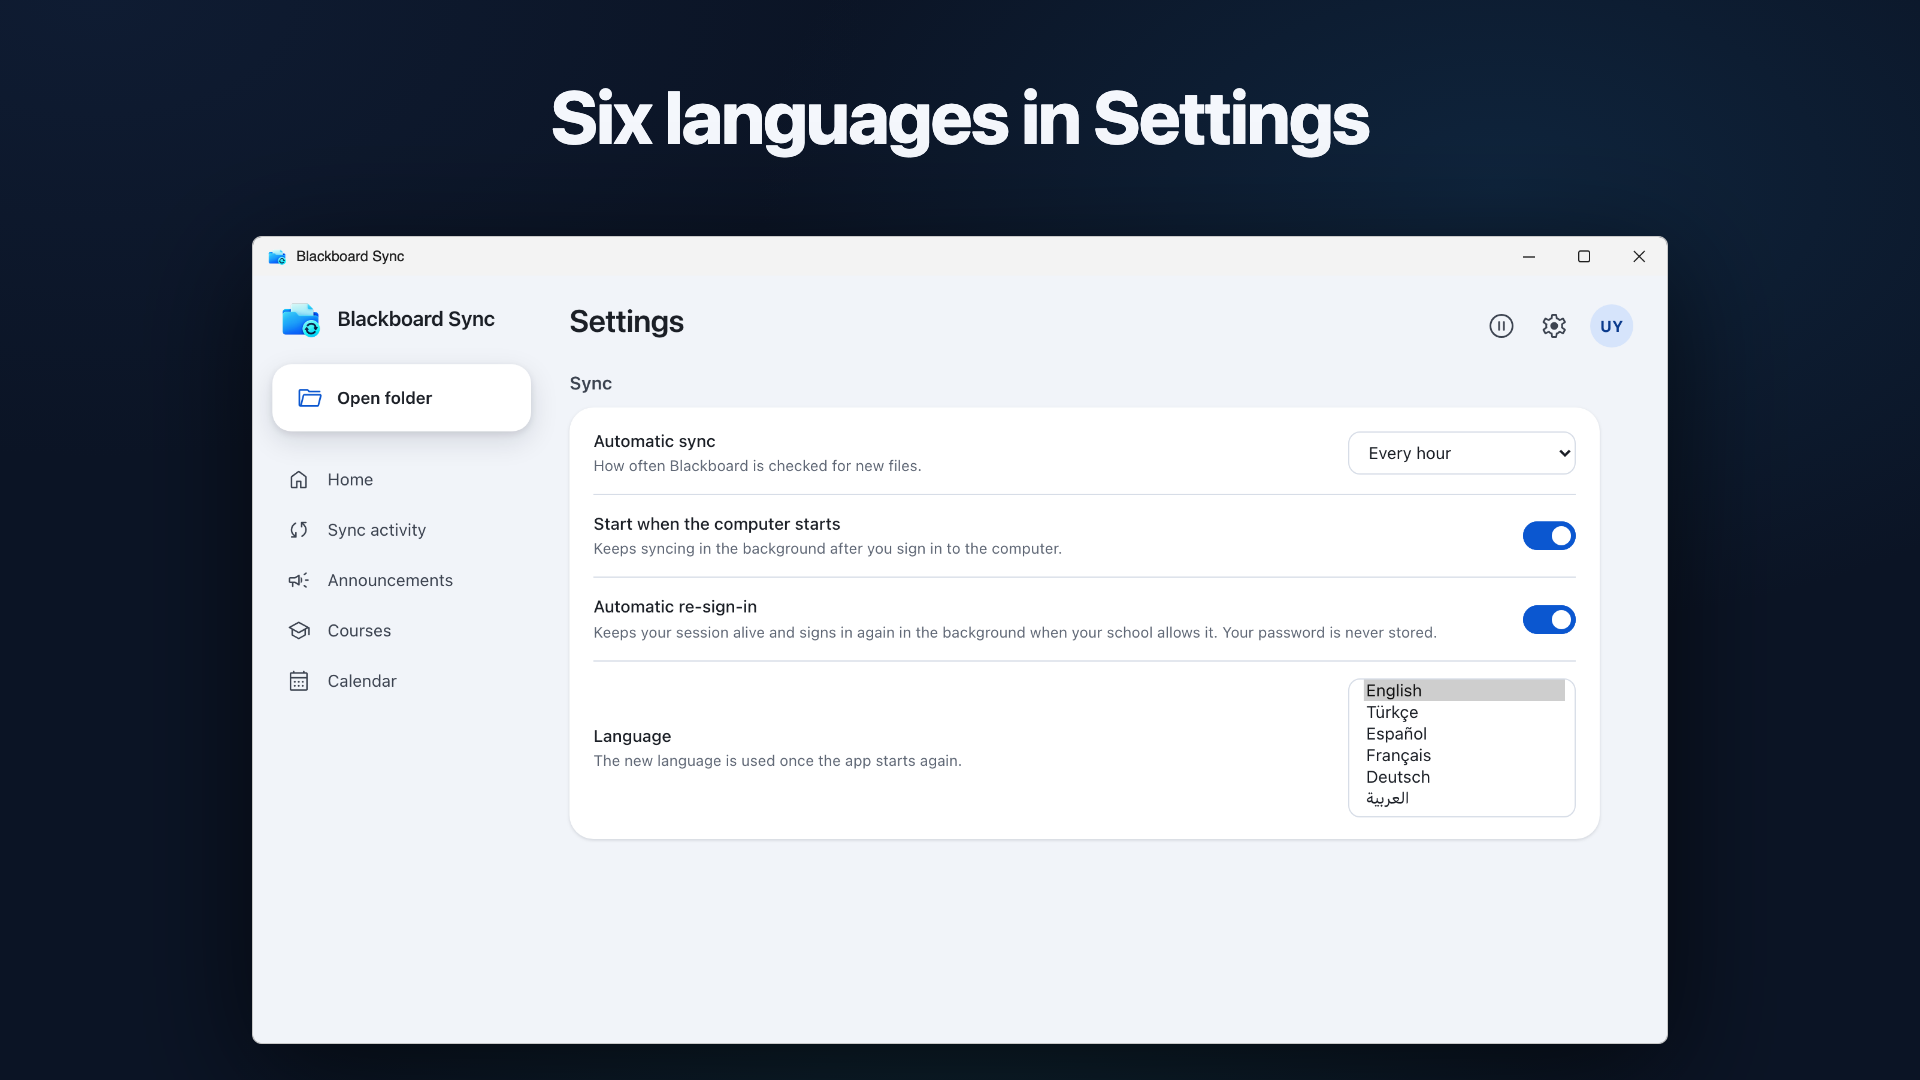 Six languages in Settings
Blackboard Sync
Blackboard Sync
Settings
UY
Open folder
Home
Sync activity
Announcements
Courses
Calendar
Sync
Automatic sync
How often Blackboard is checked for new files.
Every hour
Start when the computer starts
Keeps syncing in the background after you sign in to the computer.
Automatic re-sign-in
Keeps your session alive and signs in again in the background when your school allows it. Your password is never stored.
Language
The new language is used once the app starts again.
English
Türkçe
Español
Français
Deutsch
العربية